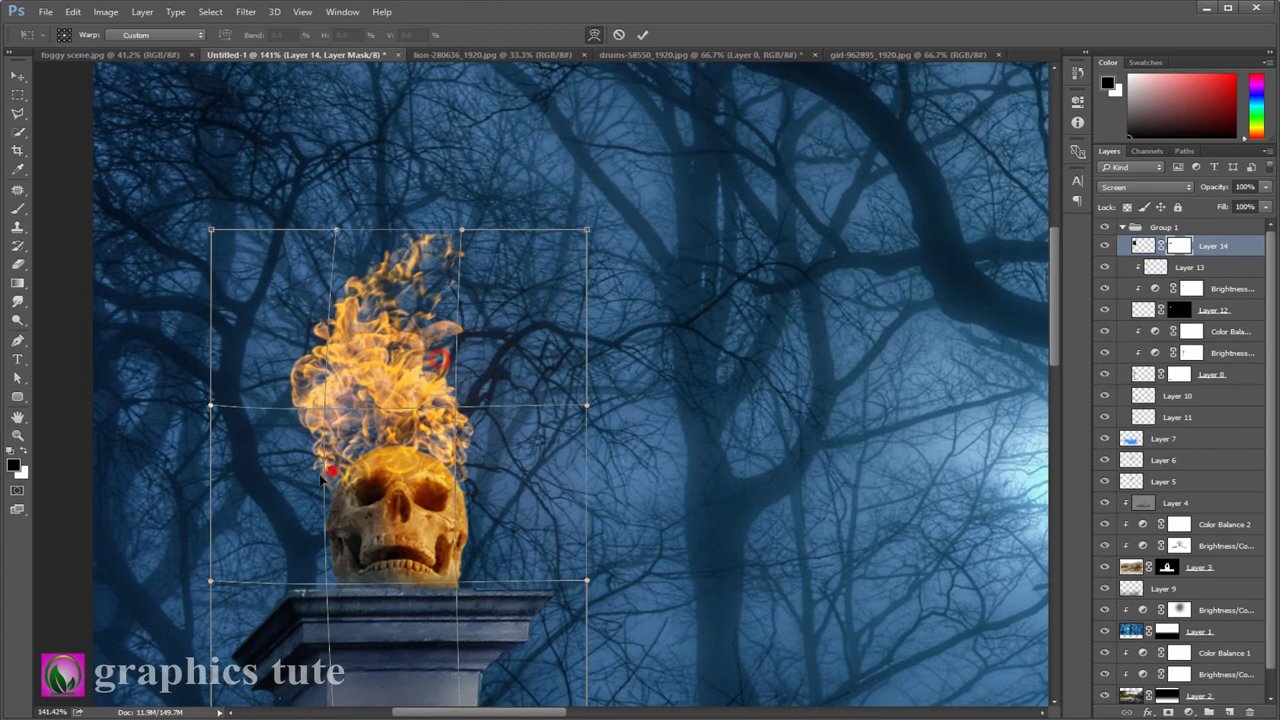 Ps File Edit Image Layer Type Select Filter 3D View Window Help
Warp: Custom Bend: 0.0 % H: 0.0 % V: 0.0 %
foggy scene.jpg @ 41.2% (RGB/8#) × Untitled-1 @ 141% (Layer 14, Layer Mask/8) * × lion-280636_1920.jpg @ 33.3% (RGB/8#) × drums-58550_1920.jpg @ 66.7% (Layer 0, RGB/8#) * × girl-962895_1920.jpg @ 66.7% (RGB/8#) ×
Color Swatches
Layers Channels Paths
Kind
Screen Opacity: 100%
Lock: Fill: 100%
Group 1
Layer 14
Layer 13
Brightness...
Layer 12
Color Bala...
Brightness...
Layer 8
Layer 10
Layer 11
Layer 7
Layer 6
Layer 5
Layer 4
Color Balance 2
Brightness/Co...
Layer 3
Layer 9
Brightness/Co...
Layer 1
Color Balance 1
Brightness/Co...
Layer 2
graphics tute
141.42% Doc: 11.9M/149.7M